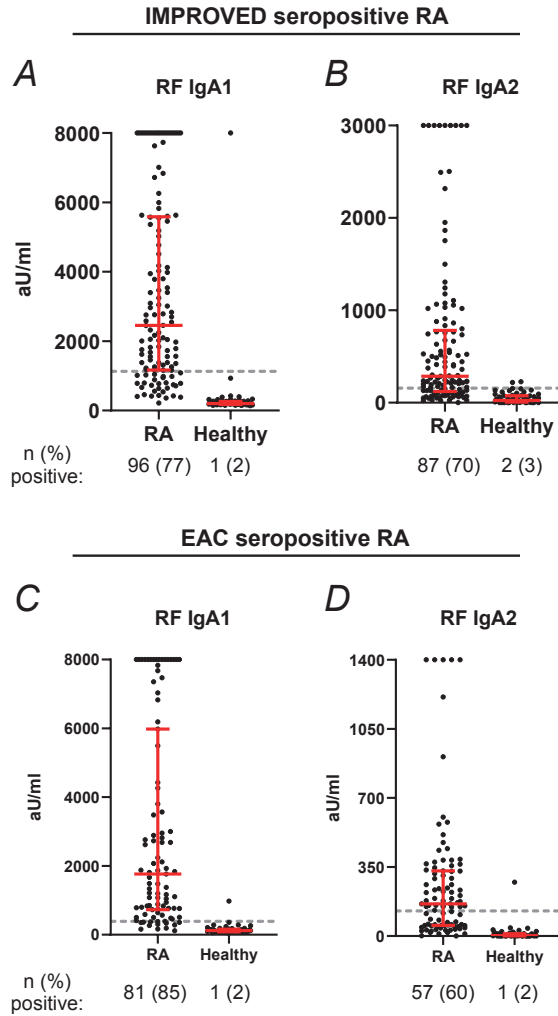 IMPROVED seropositive RA
A
B
RF IgA1
RF IgA2
8000
6000
4000
2000
0
aU/ml
RA
Healthy
3000
2000
1000
0
RA
Healthy
n (%)
positive:
96 (77)
1 (2)
87 (70)
2 (3)
EAC seropositive RA
C
D
RF IgA1
RF IgA2
8000
6000
4000
2000
0
aU/ml
RA
Healthy
1400
1050
700
350
0
aU/ml
RA
Healthy
n (%)
positive:
81 (85)
1 (2)
57 (60)
1 (2)